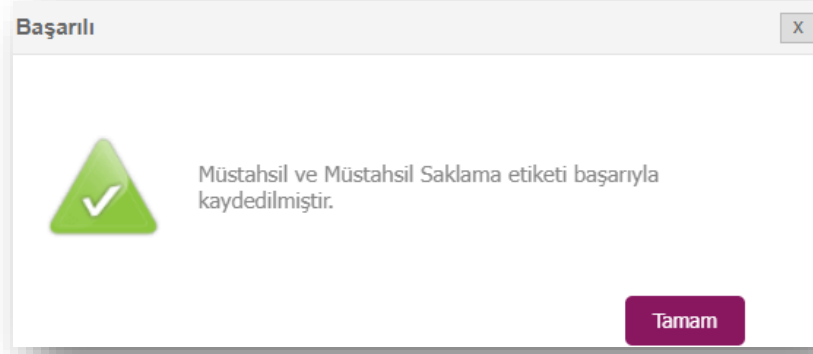 Başarılı
X
Müstahsil ve Müstahsil Saklama etiketi başarıyla
kaydedilmiştir.
Tamam